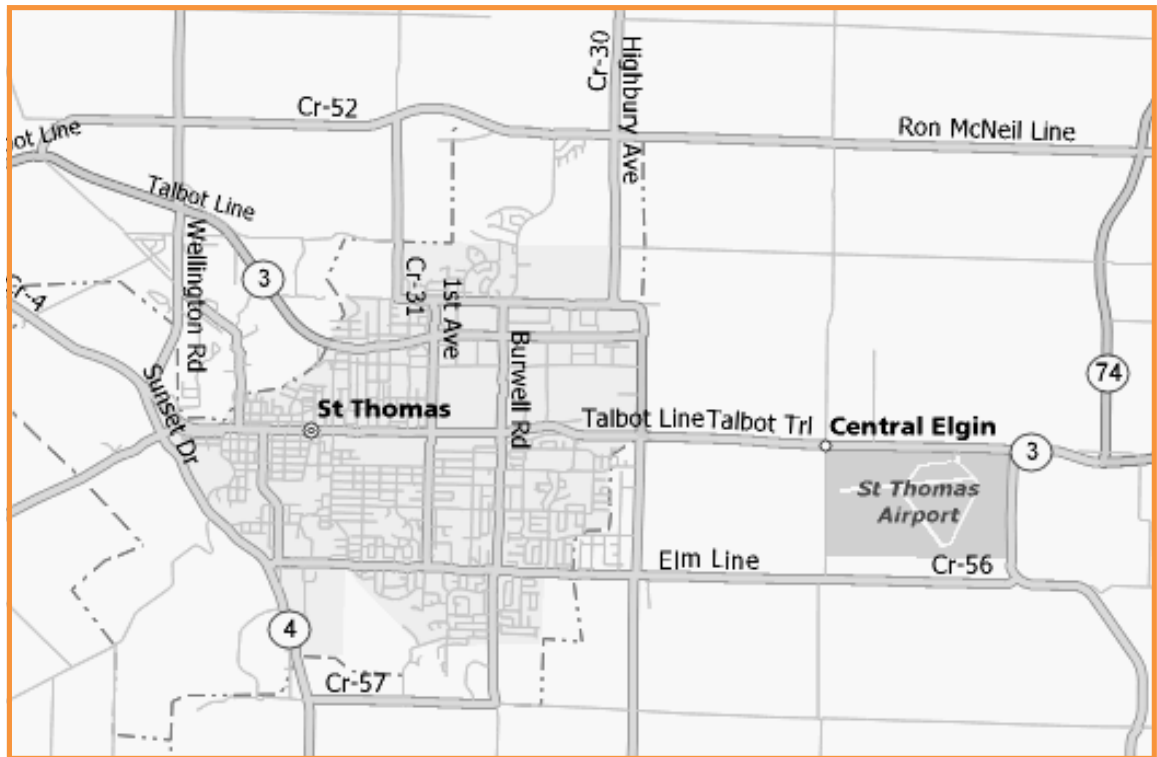 Cr-30
Highbury Ave
Cr-52
Ron McNeil Line
bot Line
Talbot Line
Wellington Rd
3
Cr-4
Cr-31
1st Ave
Burwell Rd
74
Sunset Dr
St Thomas
Talbot Line
Talbot Trl
Central Elgin
3
St Thomas
Airport
Elm Line
Cr-56
4
Cr-57